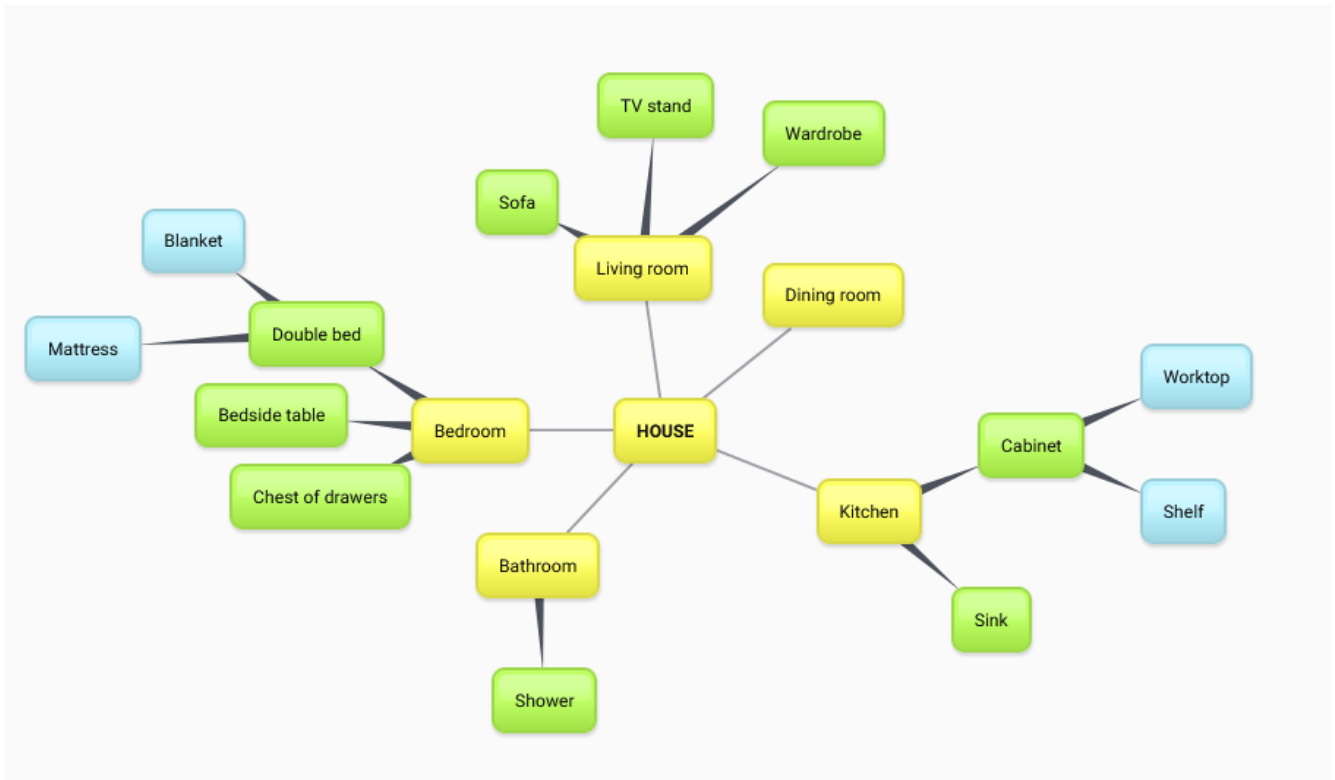 TV stand
Wardrobe
Sofa
Blanket
Living room
Dining room
Double bed
Mattress
Worktop
Bedside table
Bedroom
HOUSE
Cabinet
Chest of drawers
Kitchen
Shelf
Bathroom
Sink
Shower